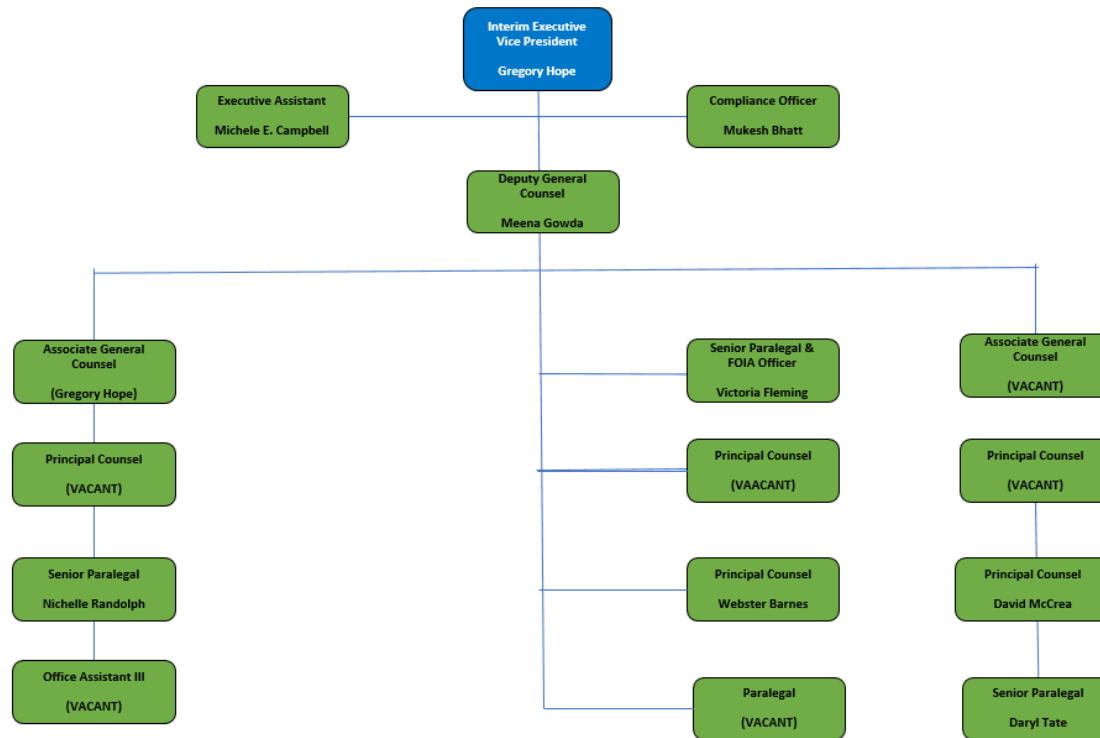 Interim Executive
Vice President
Gregory Hope
Executive Assistant
Michele E. Campbell
Compliance Officer
Mukesh Bhatt
Deputy General
Counsel
Meena Gowda
Associate General
Counsel
(Gregory Hope)
Principal Counsel
(VACANT)
Senior Paralegal
Nichelle Randolph
Office Assistant III
(VACANT)
Senior Paralegal &
FOIA Officer
Victoria Fleming
Principal Counsel
(VAACANT)
Principal Counsel
Webster Barnes
Paralegal
(VACANT)
Associate General
Counsel
(VACANT)
Principal Counsel
(VACANT)
Principal Counsel
David McCrea
Senior Paralegal
Daryl Tate